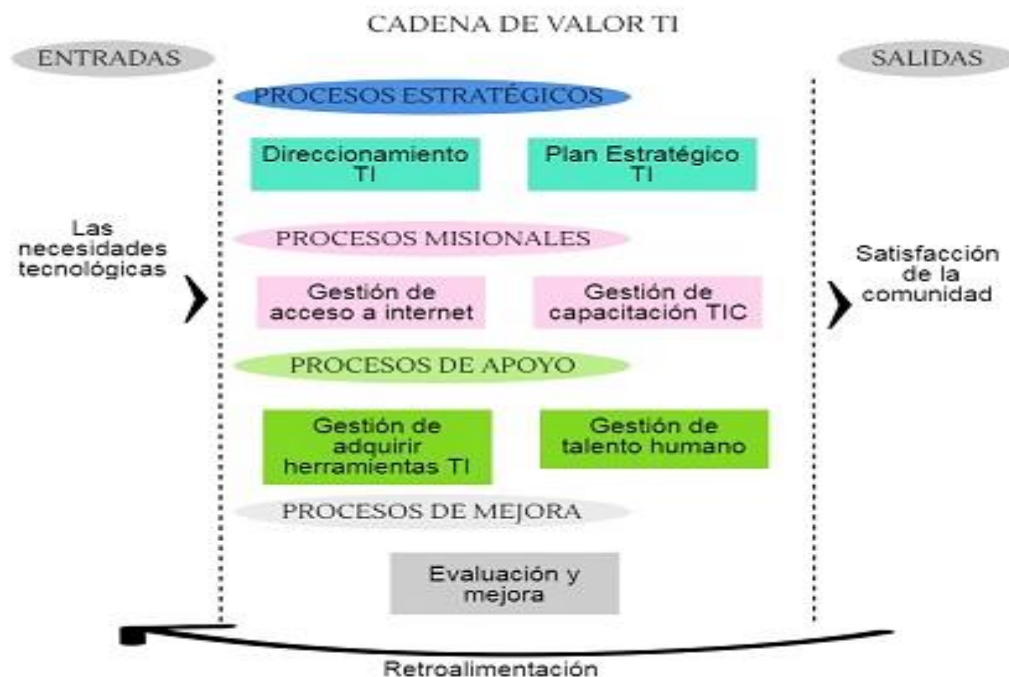 CADENA DE VALOR TI
ENTRADAS
SALIDAS
PROCESOS ESTRATÉGICOS
Direccionamiento
TI
Plan Estratégico
TI
Las
necesidades
tecnológicas
PROCESOS MISIONALES
Gestión de
acceso a internet
Gestión de
capacitación TIC
Satisfacción
de la
comunidad
PROCESOS DE APOYO
Gestión de
adquirir
herramientas TI
Gestión de
talento humano
PROCESOS DE MEJORA
Evaluación y
mejora
Retroalimentación